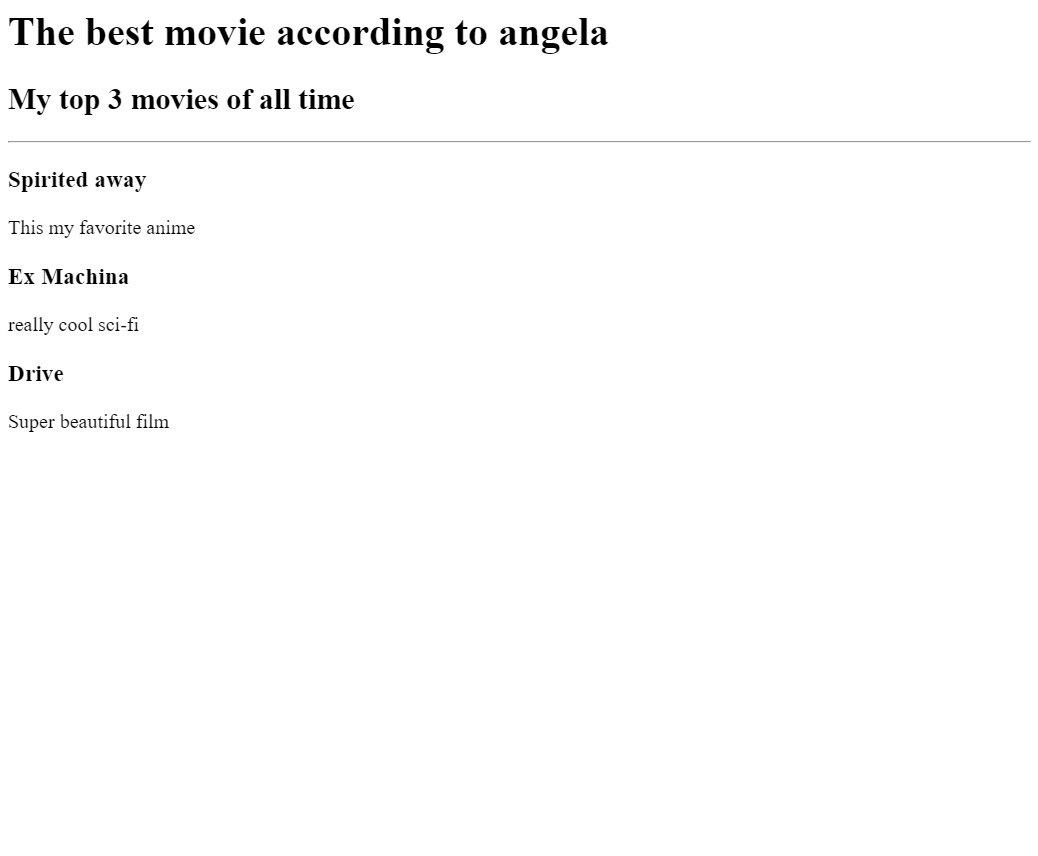 The best movie according to angela
My top 3 movies of all time
Spirited away
This my favorite anime
Ex Machina
really cool sci-fi
Drive
Super beautiful film